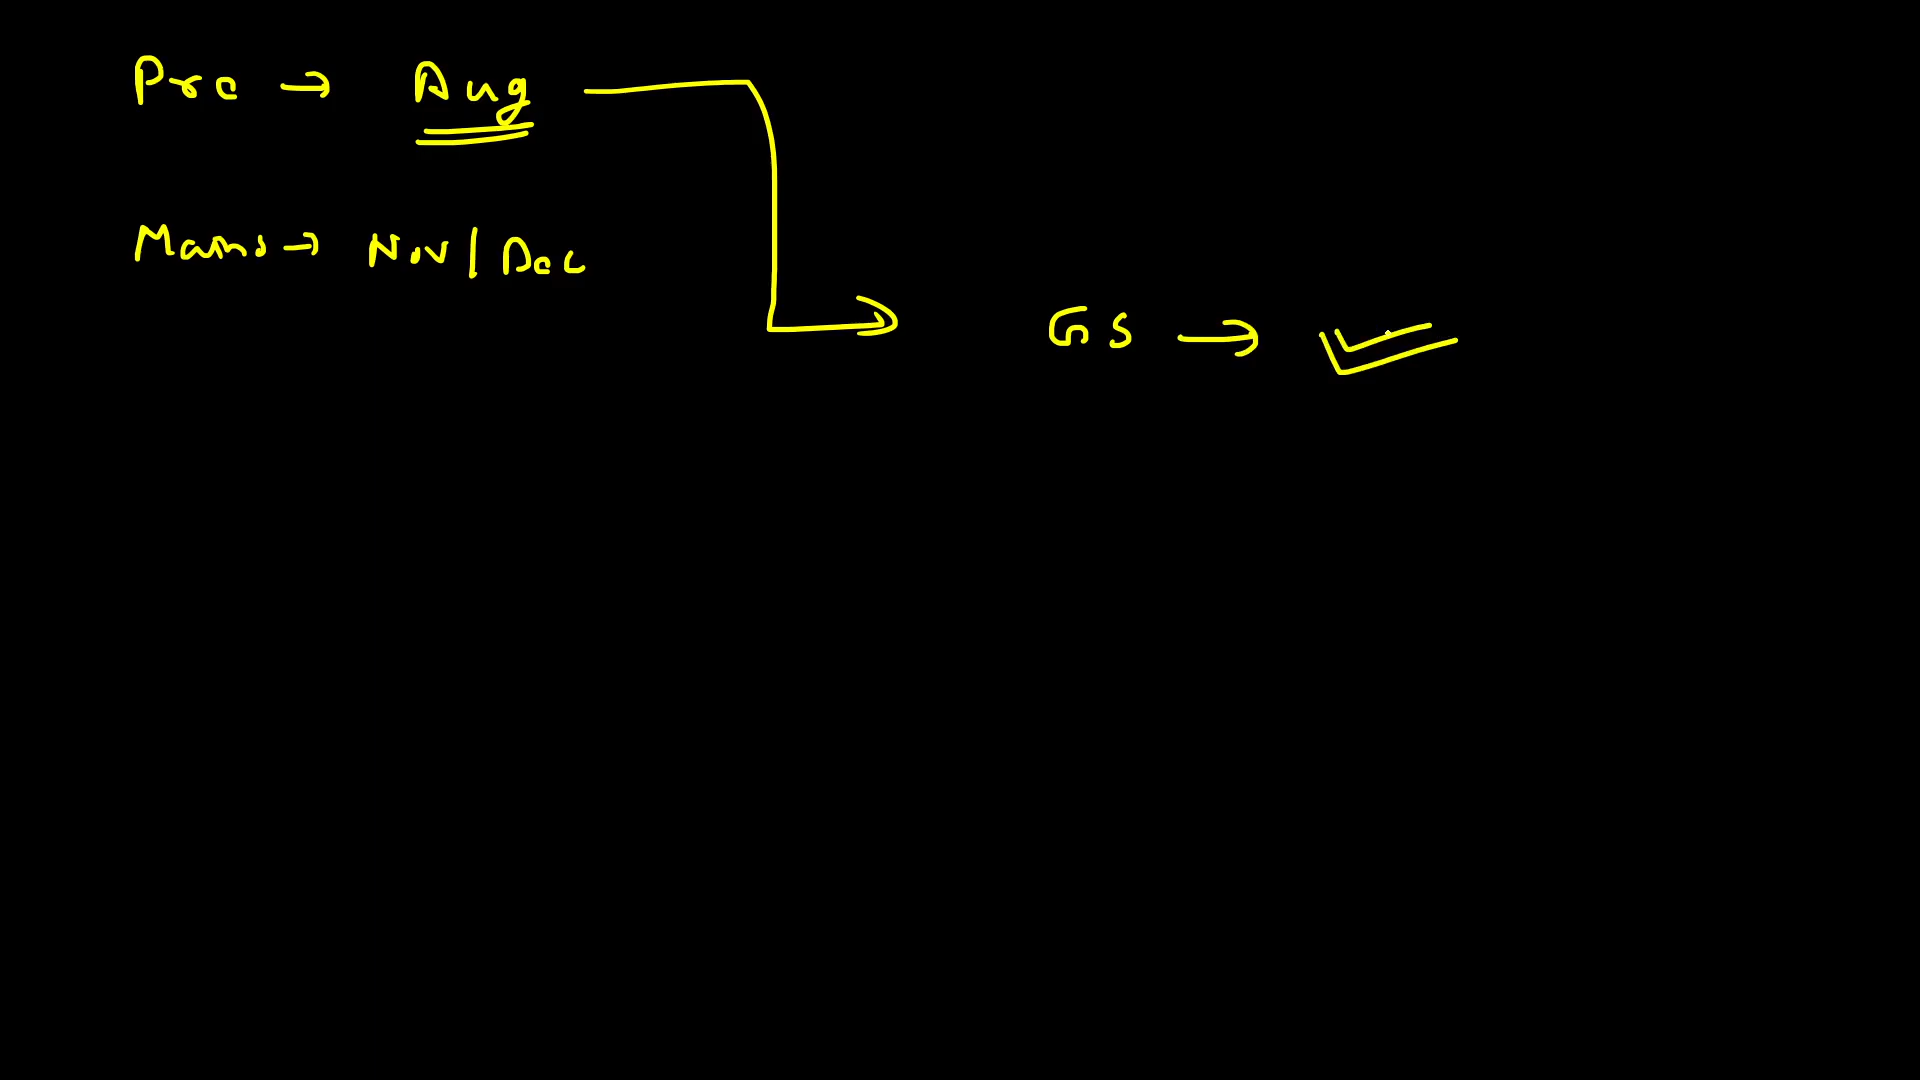 Pre → Aug
Mains → Nov/Dec
GS →